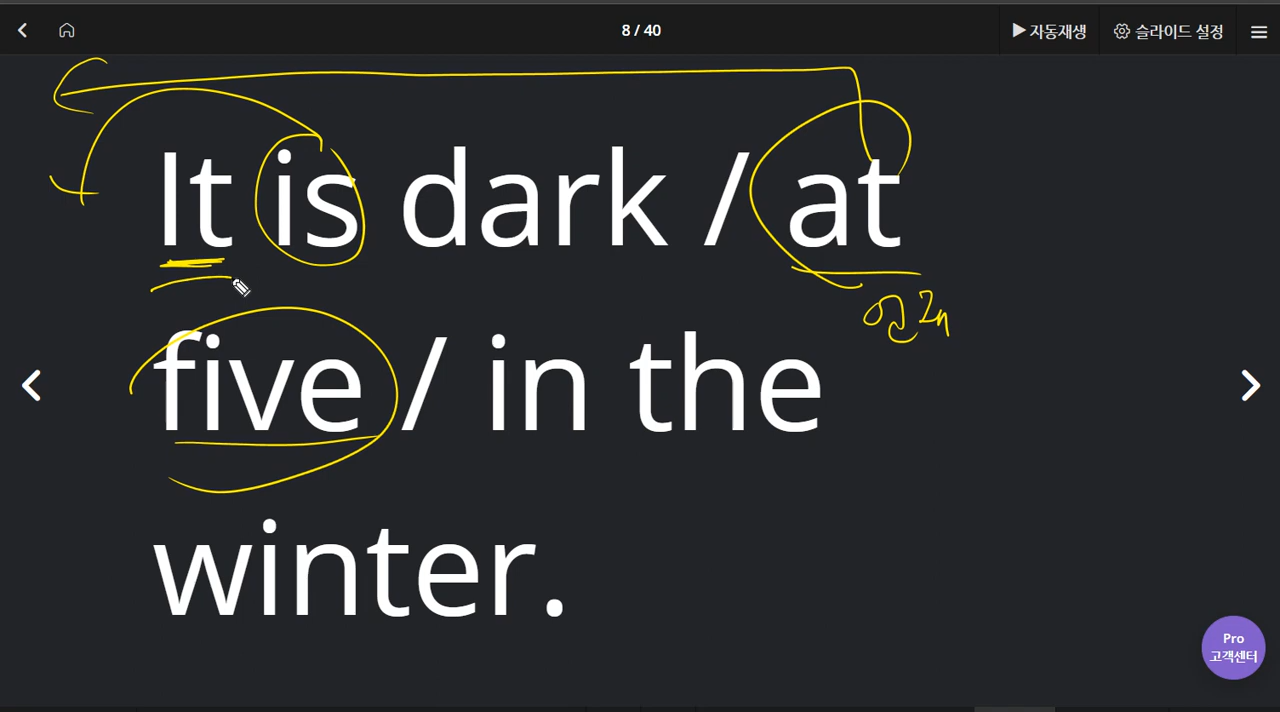 8 / 40
▶ 자동재생
슬라이드 설정
It is dark / at
five / in the
winter.
Pro
고객센터